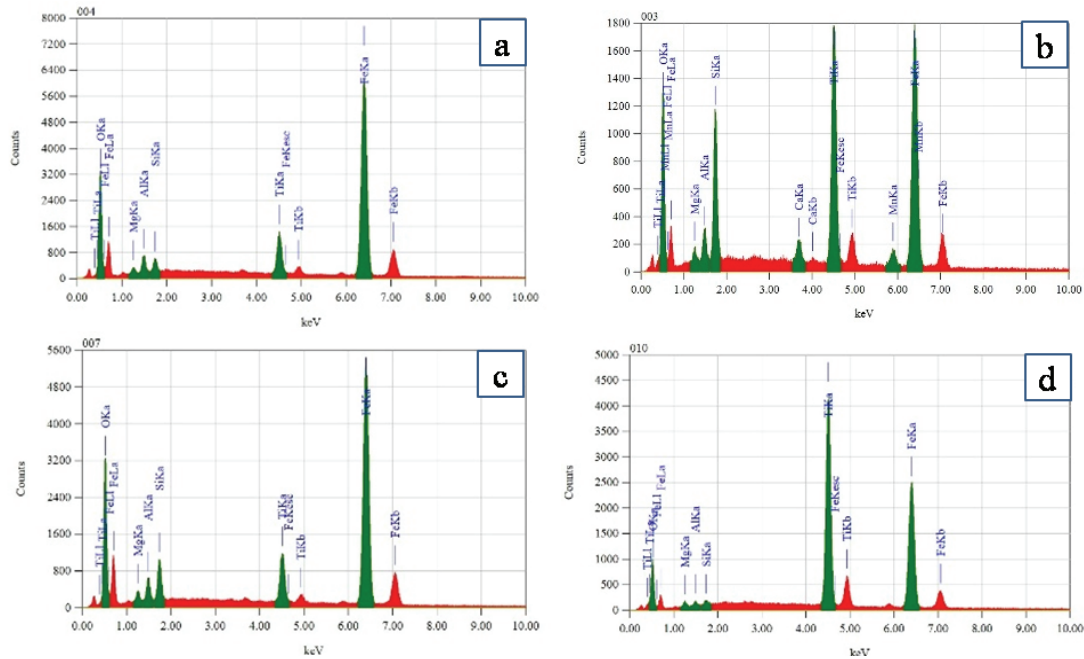 004
a
8000
7200
6400
5600
4800
4000
3200
2400
1600
800
0
Counts
TiLl TiLa
OKa
FeLl FeLa
MgKa
AlKa
SiKa
TiKa
FeKesc
TiKb
FeKa
FeKb
0.00 1.00 2.00 3.00 4.00 5.00 6.00 7.00 8.00 9.00 10.00
keV
003
b
1800
1600
1400
1200
1000
800
600
400
200
0
Counts
TiLl TiLa
OKa
MnLl MnLa
FeLl FeLa
MgKa
AlKa
SiKa
CaKa
CaKb
TiKa
FeKesc
TiKb
MnKa
FeKa
MnKb
FeKb
0.00 1.00 2.00 3.00 4.00 5.00 6.00 7.00 8.00 9.00 10.00
keV
007
c
5600
4800
4000
3200
2400
1600
800
0
Counts
TiLl TiLa
OKa
FeLl FeLa
MgKa
AlKa
SiKa
TiKa
FeKesc
TiKb
FeKa
FeKb
0.00 1.00 2.00 3.00 4.00 5.00 6.00 7.00 8.00 9.00 10.00
keV
010
d
5000
4500
4000
3500
3000
2500
2000
1500
1000
500
0
Counts
TiLl TiLa
OKa
FeLl FeLa
MgKa
AlKa
SiKa
TiKa
FeKesc
TiKb
FeKa
FeKb
0.00 1.00 2.00 3.00 4.00 5.00 6.00 7.00 8.00 9.00 10.00
keV